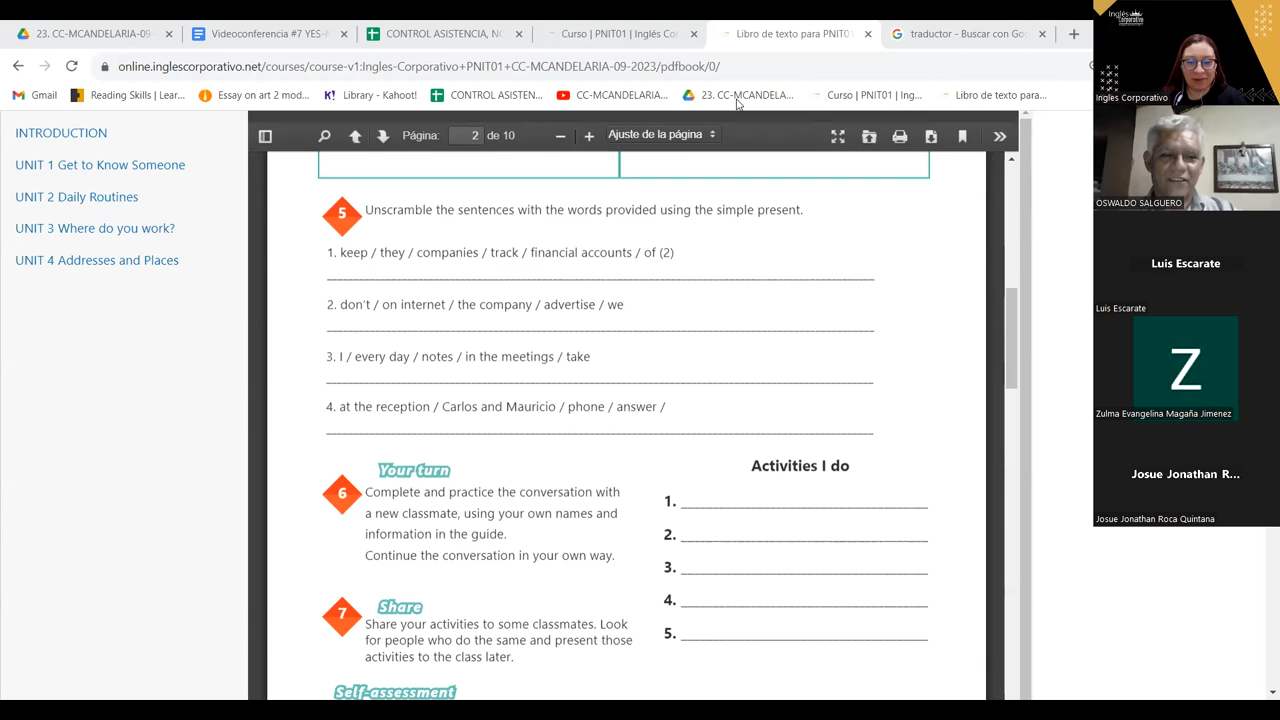 23. CC-MCANDELARIA-09-
Videoconferencia #7 YES-
CONTROL ASISTENCIA, NO
Curso | PNIT01 | Inglés Co
Libro de texto para PNIT01
traductor - Buscar con Goo
online.inglescorporativo.net/courses/course-v1:Ingles-Corporativo+PNIT01+CC-MCANDELARIA-09-2023/pdfbook/0/
Gmail
Reading Skills | Lear...
Essay on art 2 mod...
Library - Kahoot
CONTROL ASISTEN...
CC-MCANDELARIA...
23. CC-MCANDELA...
Curso | PNIT01 | Ing...
Libro de texto para...
INTRODUCTION
UNIT 1 Get to Know Someone
UNIT 2 Daily Routines
UNIT 3 Where do you work?
UNIT 4 Addresses and Places
Página: 2 de 10
Ajuste de la página
5 Unscramble the sentences with the words provided using the simple present.
1. keep / they / companies / track / financial accounts / of (2)
2. don't / on internet / the company / advertise / we
3. I / every day / notes / in the meetings / take
4. at the reception / Carlos and Mauricio / phone / answer /
Your turn
6 Complete and practice the conversation with
a new classmate, using your own names and
information in the guide.
Continue the conversation in your own way.
Activities I do
1.
2.
3.
4.
5.
Share
7 Share your activities to some classmates. Look
for people who do the same and present those
activities to the class later.
Self-assessment
Inglés
Corporativo
Ingles Corporativo
OSWALDO SALGUERO
Luis Escarate
Luis Escarate
Z
Zulma Evangelina Magaña Jimenez
Josue Jonathan R...
Josue Jonathan Roca Quintana